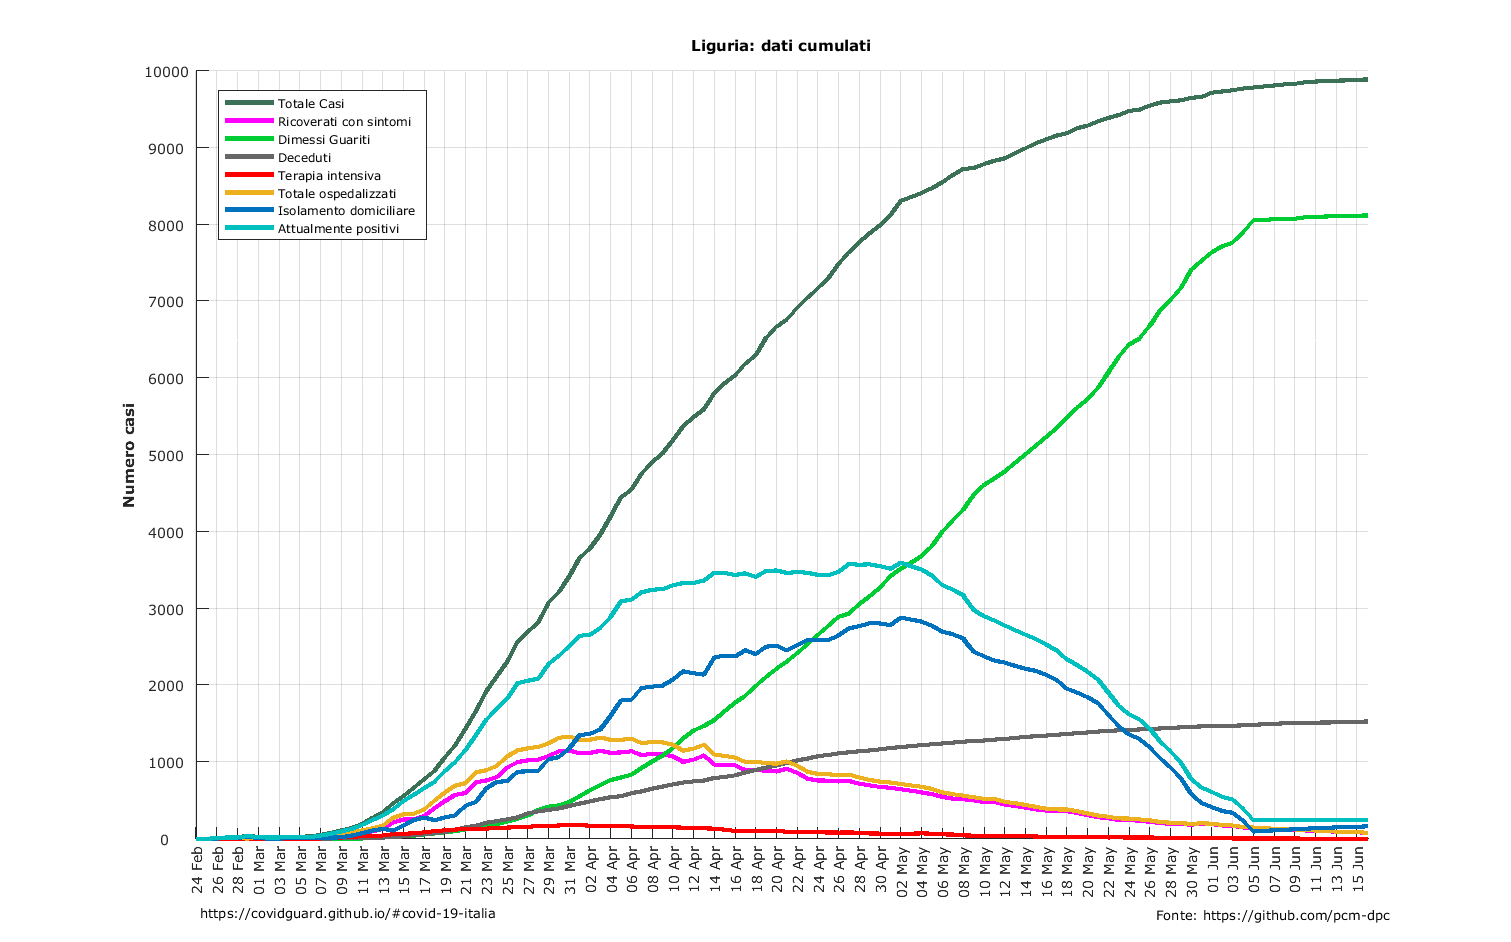 Liguria: dati cumulati
10000
9000
8000
7000
6000
5000
4000
3000
2000
1000
0
Numero casi
Totale Casi
Ricoverati con sintomi
Dimessi Guariti
Deceduti
Terapia intensiva
Totale ospedalizzati
Isolamento domiciliare
Attualmente positivi
24 Feb
26 Feb
28 Feb
01 Mar
03 Mar
05 Mar
07 Mar
09 Mar
11 Mar
13 Mar
15 Mar
17 Mar
19 Mar
21 Mar
23 Mar
25 Mar
27 Mar
29 Mar
31 Mar
02 Apr
04 Apr
06 Apr
08 Apr
10 Apr
12 Apr
14 Apr
16 Apr
18 Apr
20 Apr
22 Apr
24 Apr
26 Apr
28 Apr
30 Apr
02 May
04 May
06 May
08 May
10 May
12 May
14 May
16 May
18 May
20 May
22 May
24 May
26 May
28 May
30 May
01 Jun
03 Jun
05 Jun
07 Jun
09 Jun
11 Jun
13 Jun
15 Jun
https://covidguard.github.io/#covid-19-italia
Fonte: https://github.com/pcm-dpc